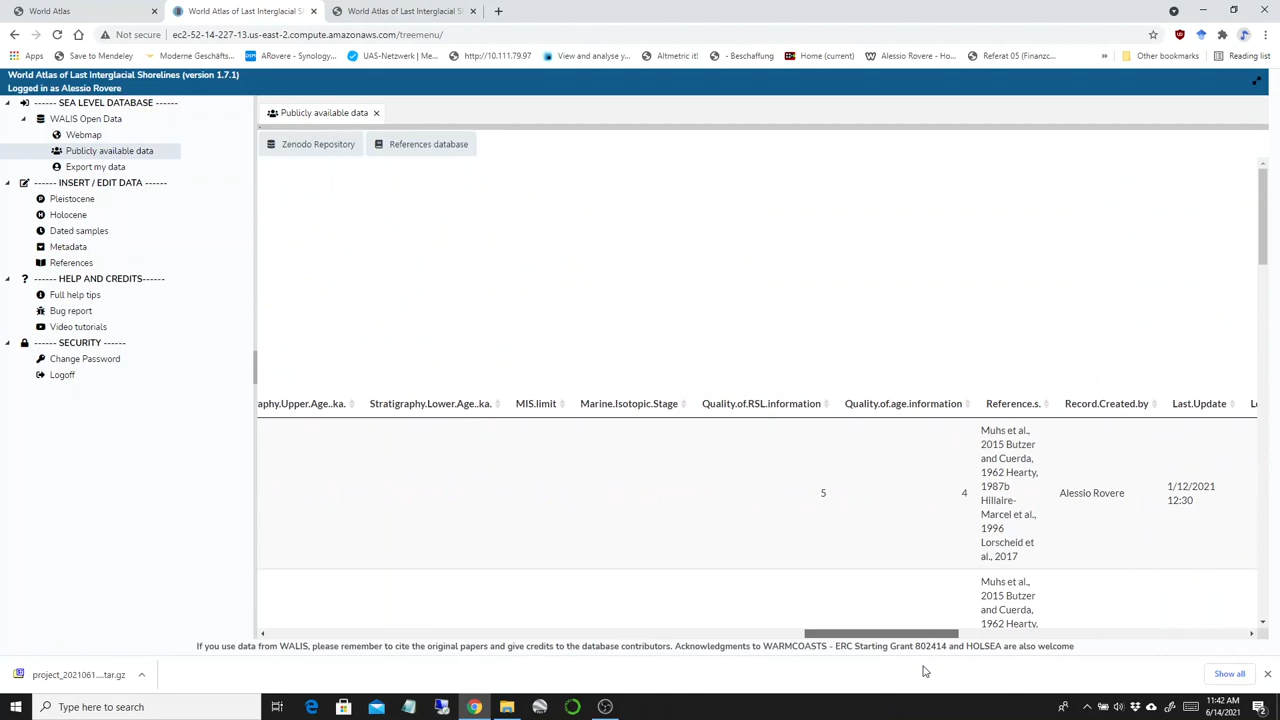 World Atlas
World Atlas of Last Interglacial S
World Atlas of Last Interglacial S
Not secure | ec2-52-14-227-13.us-east-2.compute.amazonaws.com/treemenu/
Apps Save to Mendeley Moderne Geschäfts... ARovere - Synology... UAS-Netzwerk | Me... http://10.111.79.97 View and analyse y... Altmetric it! - Beschaffung Home (current) Alessio Rovere - Ho... Referat 05 (Finanzc... » Other bookmarks Reading list
World Atlas of Last Interglacial Shorelines (version 1.7.1)
Logged in as Alessio Rovere
------ SEA LEVEL DATABASE ------
WALIS Open Data
Webmap
Publicly available data
Export my data
------ INSERT / EDIT DATA ------
Pleistocene
Holocene
Dated samples
Metadata
References
------ HELP AND CREDITS------
Full help tips
Bug report
Video tutorials
------ SECURITY ------
Change Password
Logoff
Publicly available data
Zenodo Repository References database
aphy.Upper.Age..ka. Stratigraphy.Lower.Age..ka. MIS.limit Marine.Isotopic.Stage Quality.of.RSL.information Quality.of.age.information Reference.s. Record.Created.by Last.Update
5 4 Alessio Rovere
Muhs et al.,
2015 Butzer
and Cuerda,
1962 Hearty,
1987b
Hillaire-
Marcel et al.,
1996
Lorscheid et
al., 2017
1/12/2021
12:30
Muhs et al.,
2015 Butzer
and Cuerda,
1962 Hearty,
If you use data from WALIS, please remember to cite the original papers and give credits to the database contributors. Acknowledgments to WARMCOASTS - ERC Starting Grant 802414 and HOLSEA are also welcome
project_2021061....tar.gz
Show all
Type here to search
11:42 AM
6/14/2021
2